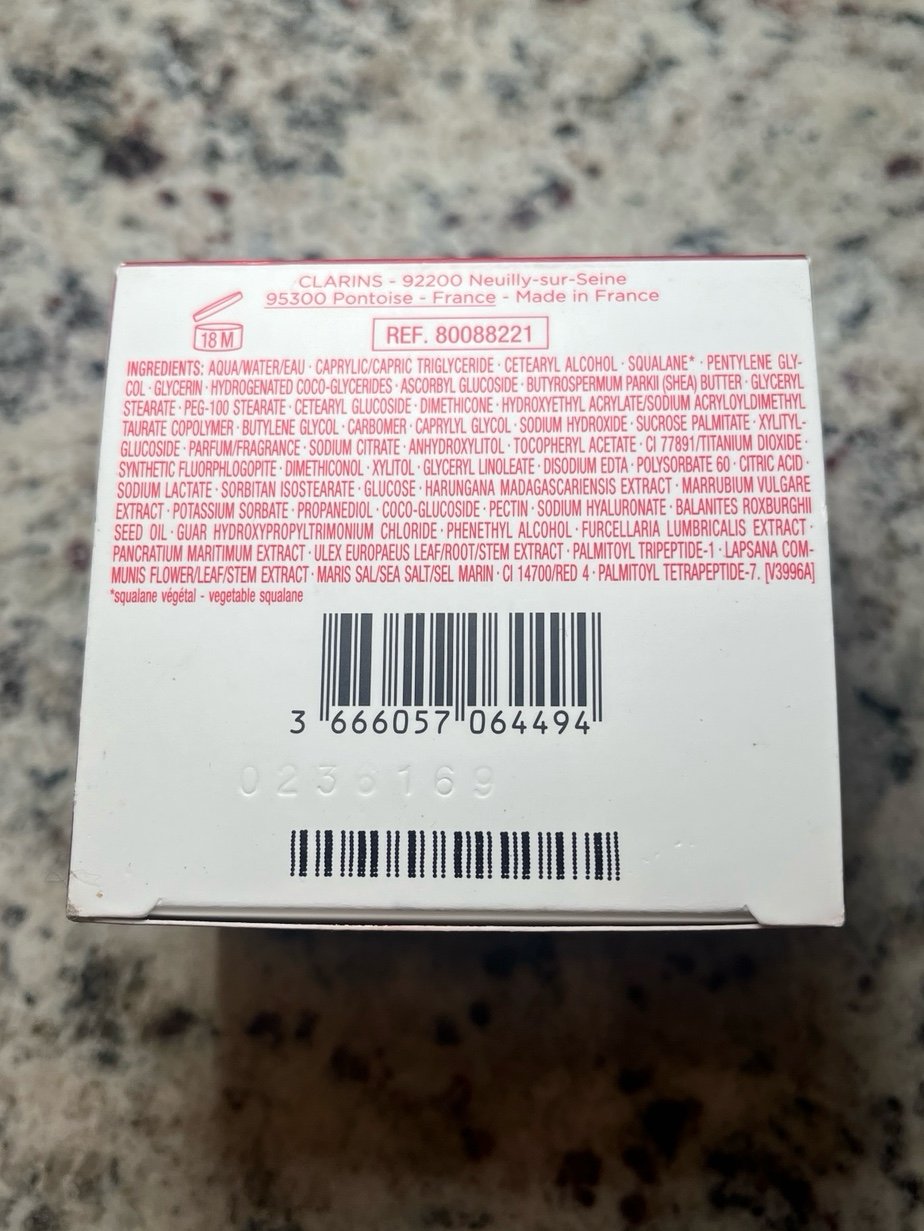 CLARINS - 92200 Neuilly-sur-Seine
95300 Pontoise - France - Made in France
18 M
REF. 80088221
INGREDIENTS: AQUA/WATER/EAU · CAPRYLIC/CAPRIC TRIGLYCERIDE · CETEARYL ALCOHOL · SQUALANE* · PENTYLENE GLY-
COL · GLYCERIN · HYDROGENATED COCO-GLYCERIDES · ASCORBYL GLUCOSIDE · BUTYROSPERMUM PARKII (SHEA) BUTTER · GLYCERYL
STEARATE · PEG-100 STEARATE · CETEARYL GLUCOSIDE · DIMETHICONE · HYDROXYETHYL ACRYLATE/SODIUM ACRYLOYLDIMETHYL
TAURATE COPOLYMER · BUTYLENE GLYCOL · CARBOMER · CAPRYLYL GLYCOL · SODIUM HYDROXIDE · SUCROSE PALMITATE · XYLITYL-
GLUCOSIDE · PARFUM/FRAGRANCE · SODIUM CITRATE · ANHYDROXYLITOL · TOCOPHERYL ACETATE · CI 77891/TITANIUM DIOXIDE ·
SYNTHETIC FLUORPHLOGOPITE · DIMETHICONOL · XYLITOL · GLYCERYL LINOLEATE · DISODIUM EDTA · POLYSORBATE 60 · CITRIC ACID ·
SODIUM LACTATE · SORBITAN ISOSTEARATE · GLUCOSE · HARUNGANA MADAGASCARIENSIS EXTRACT · MARRUBIUM VULGARE
EXTRACT · POTASSIUM SORBATE · PROPANEDIOL · COCO-GLUCOSIDE · PECTIN · SODIUM HYALURONATE · BALANITES ROXBURGHII
SEED OIL · GUAR HYDROXYPROPYLTRIMONIUM CHLORIDE · PHENETHYL ALCOHOL · FURCELLARIA LUMBRICALIS EXTRACT ·
PANCRATIUM MARITIMUM EXTRACT · ULEX EUROPAEUS LEAF/ROOT/STEM EXTRACT · PALMITOYL TRIPEPTIDE-1 · LAPSANA COM-
MUNIS FLOWER/LEAF/STEM EXTRACT · MARIS SAL/SEA SALT/SEL MARIN · CI 14700/RED 4 · PALMITOYL TETRAPEPTIDE-7. [V3996A]
*squalane végétal - vegetable squalane
3 666057 064494